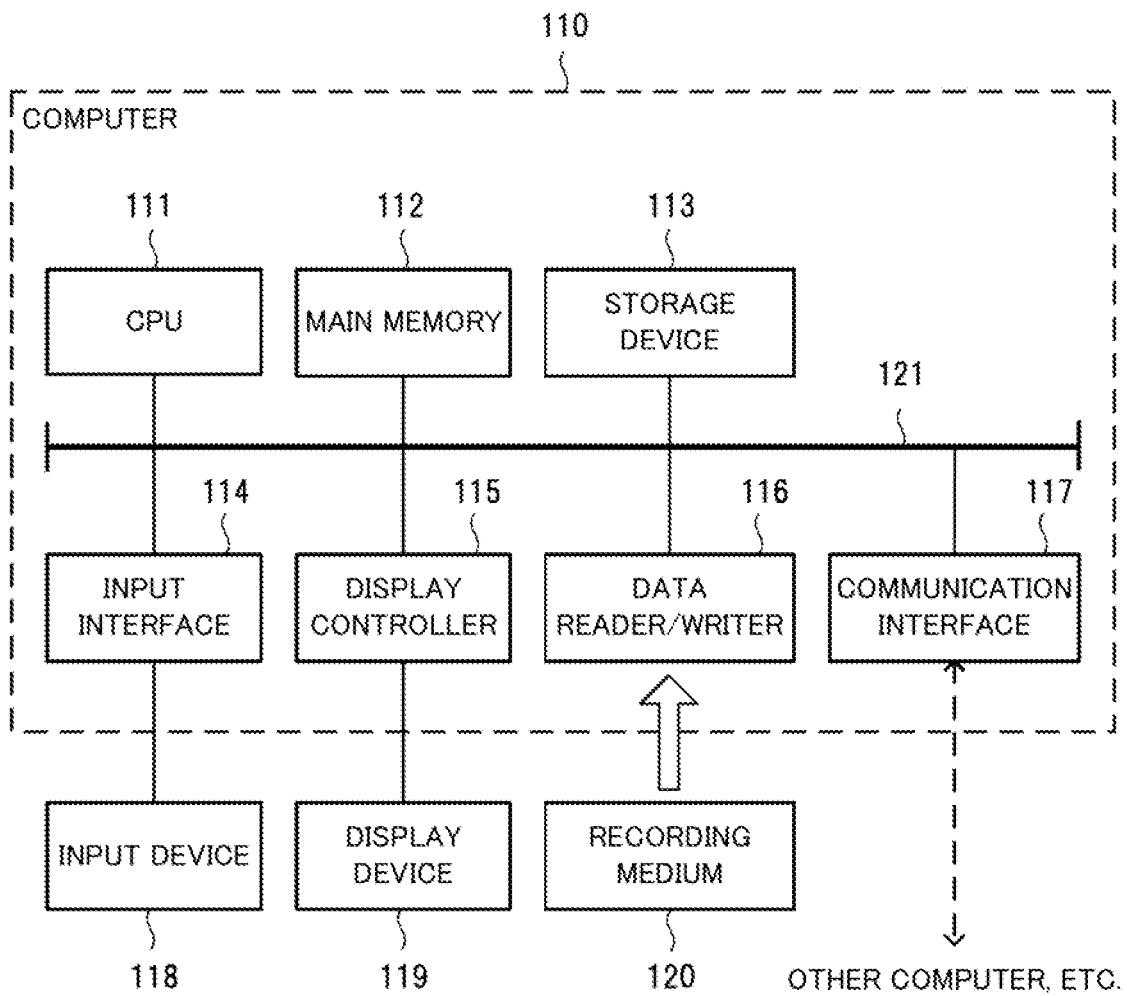 110
COMPUTER
111
112
113
CPU
MAIN MEMORY
STORAGE
DEVICE
121
114
115
116
117
INPUT
INTERFACE
DISPLAY
CONTROLLER
DATA
READER/WRITER
COMMUNICATION
INTERFACE
INPUT DEVICE
DISPLAY
DEVICE
RECORDING
MEDIUM
118
119
120
OTHER COMPUTER, ETC.